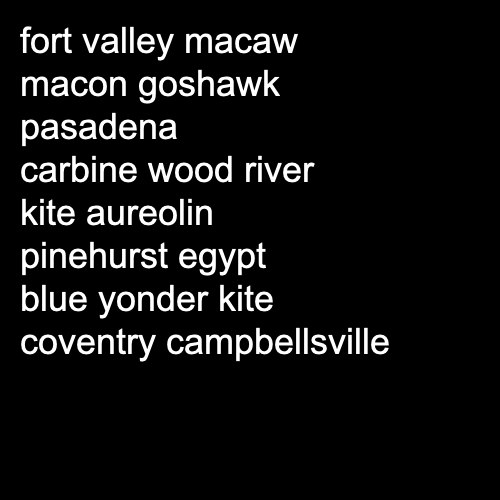 fort valley macaw
macon goshawk
pasadena
carbine wood river
kite aureolin
pinehurst egypt
blue yonder kite
coventry campbellsville